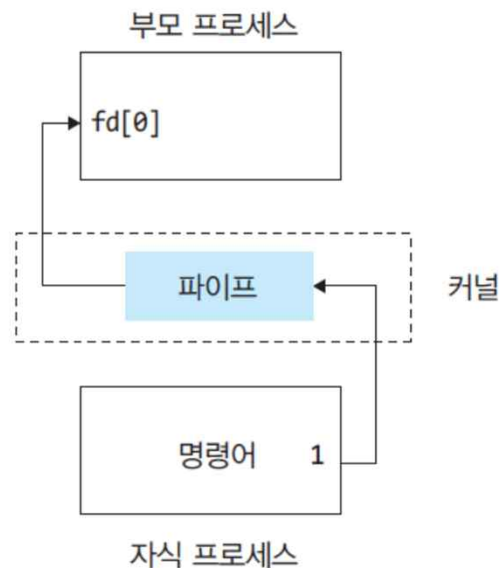 부모 프로세스
fd[0]
파이프
커널
명령어 1
자식 프로세스